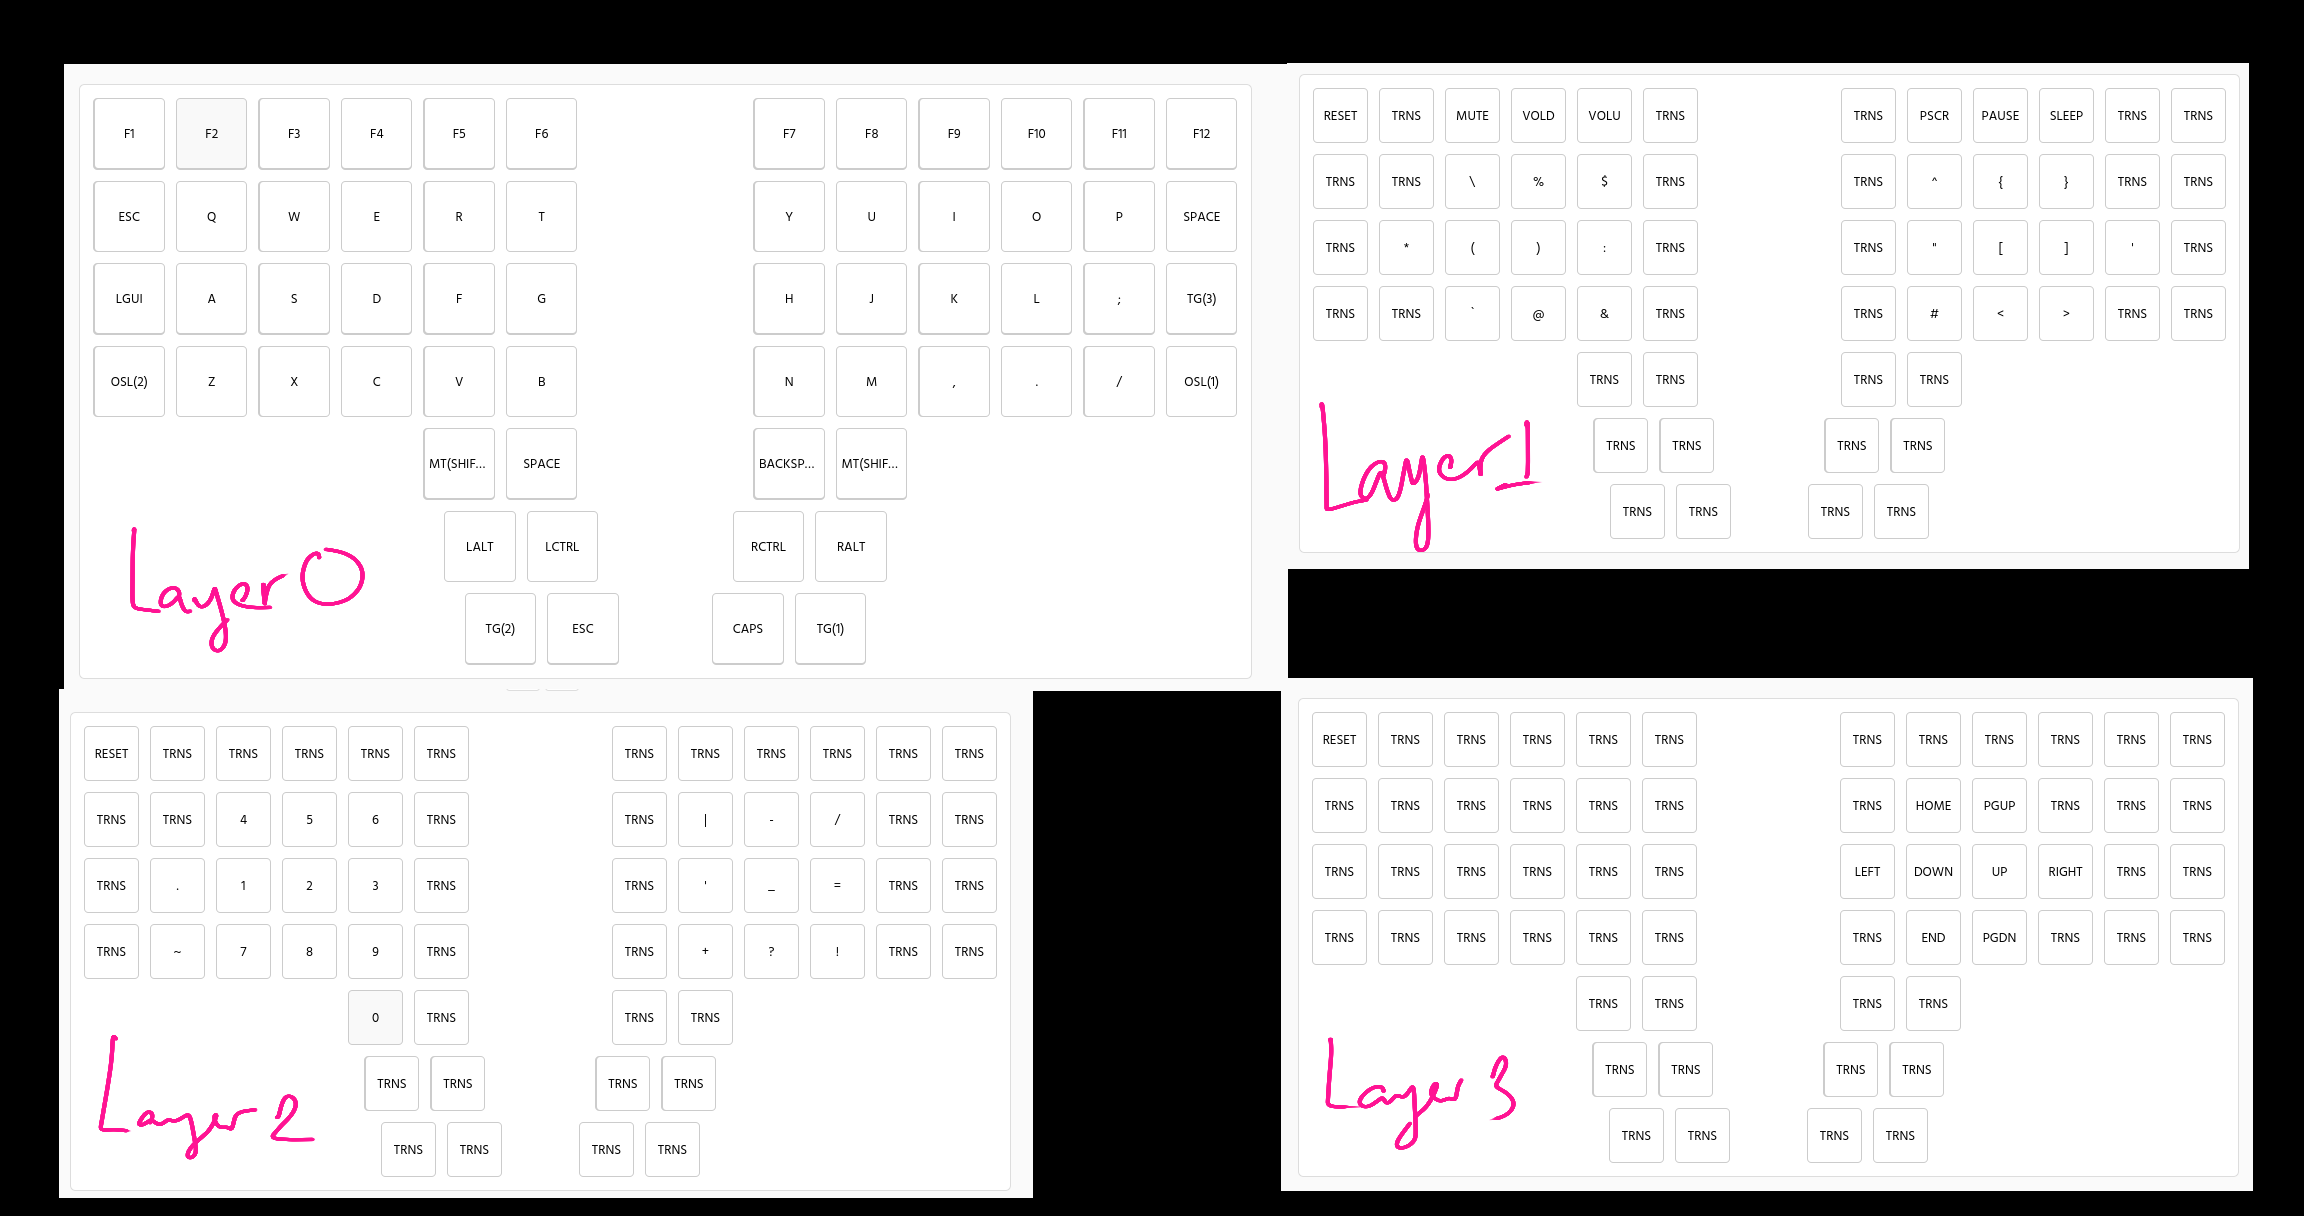 F1 F2 F3 F4 F5 F6 F7 F8 F9 F10 F11 F12
ESC Q W E R T Y U I O P SPACE
LGUI A S D F G H J K L ; TG(3)
OSL(2) Z X C V B N M , . / OSL(1)
MT(SHIF... SPACE BACKSP... MT(SHIF...
LALT LCTRL RCTRL RALT
TG(2) ESC CAPS TG(1)
Layer 0
RESET TRNS MUTE VOLD VOLU TRNS TRNS PSCR PAUSE SLEEP TRNS TRNS
TRNS TRNS \ % $ TRNS TRNS ^ { } TRNS TRNS
TRNS * ( ) : TRNS TRNS " [ ] ' TRNS
TRNS TRNS ` @ & TRNS TRNS # < > TRNS TRNS
TRNS TRNS TRNS TRNS
TRNS TRNS TRNS TRNS
TRNS TRNS TRNS TRNS
Layer 1
RESET TRNS TRNS TRNS TRNS TRNS TRNS TRNS TRNS TRNS TRNS TRNS
TRNS TRNS 4 5 6 TRNS TRNS | - / TRNS TRNS
TRNS . 1 2 3 TRNS TRNS ' _ = TRNS TRNS
TRNS ~ 7 8 9 TRNS TRNS + ? ! TRNS TRNS
0 TRNS TRNS TRNS
TRNS TRNS TRNS TRNS
TRNS TRNS TRNS TRNS
Layer 2
RESET TRNS TRNS TRNS TRNS TRNS TRNS TRNS TRNS TRNS TRNS TRNS
TRNS TRNS TRNS TRNS TRNS TRNS TRNS HOME PGUP TRNS TRNS TRNS
TRNS TRNS TRNS TRNS TRNS TRNS LEFT DOWN UP RIGHT TRNS TRNS
TRNS TRNS TRNS TRNS TRNS TRNS TRNS END PGDN TRNS TRNS TRNS
TRNS TRNS TRNS TRNS
TRNS TRNS TRNS TRNS
TRNS TRNS TRNS TRNS
Layer 3